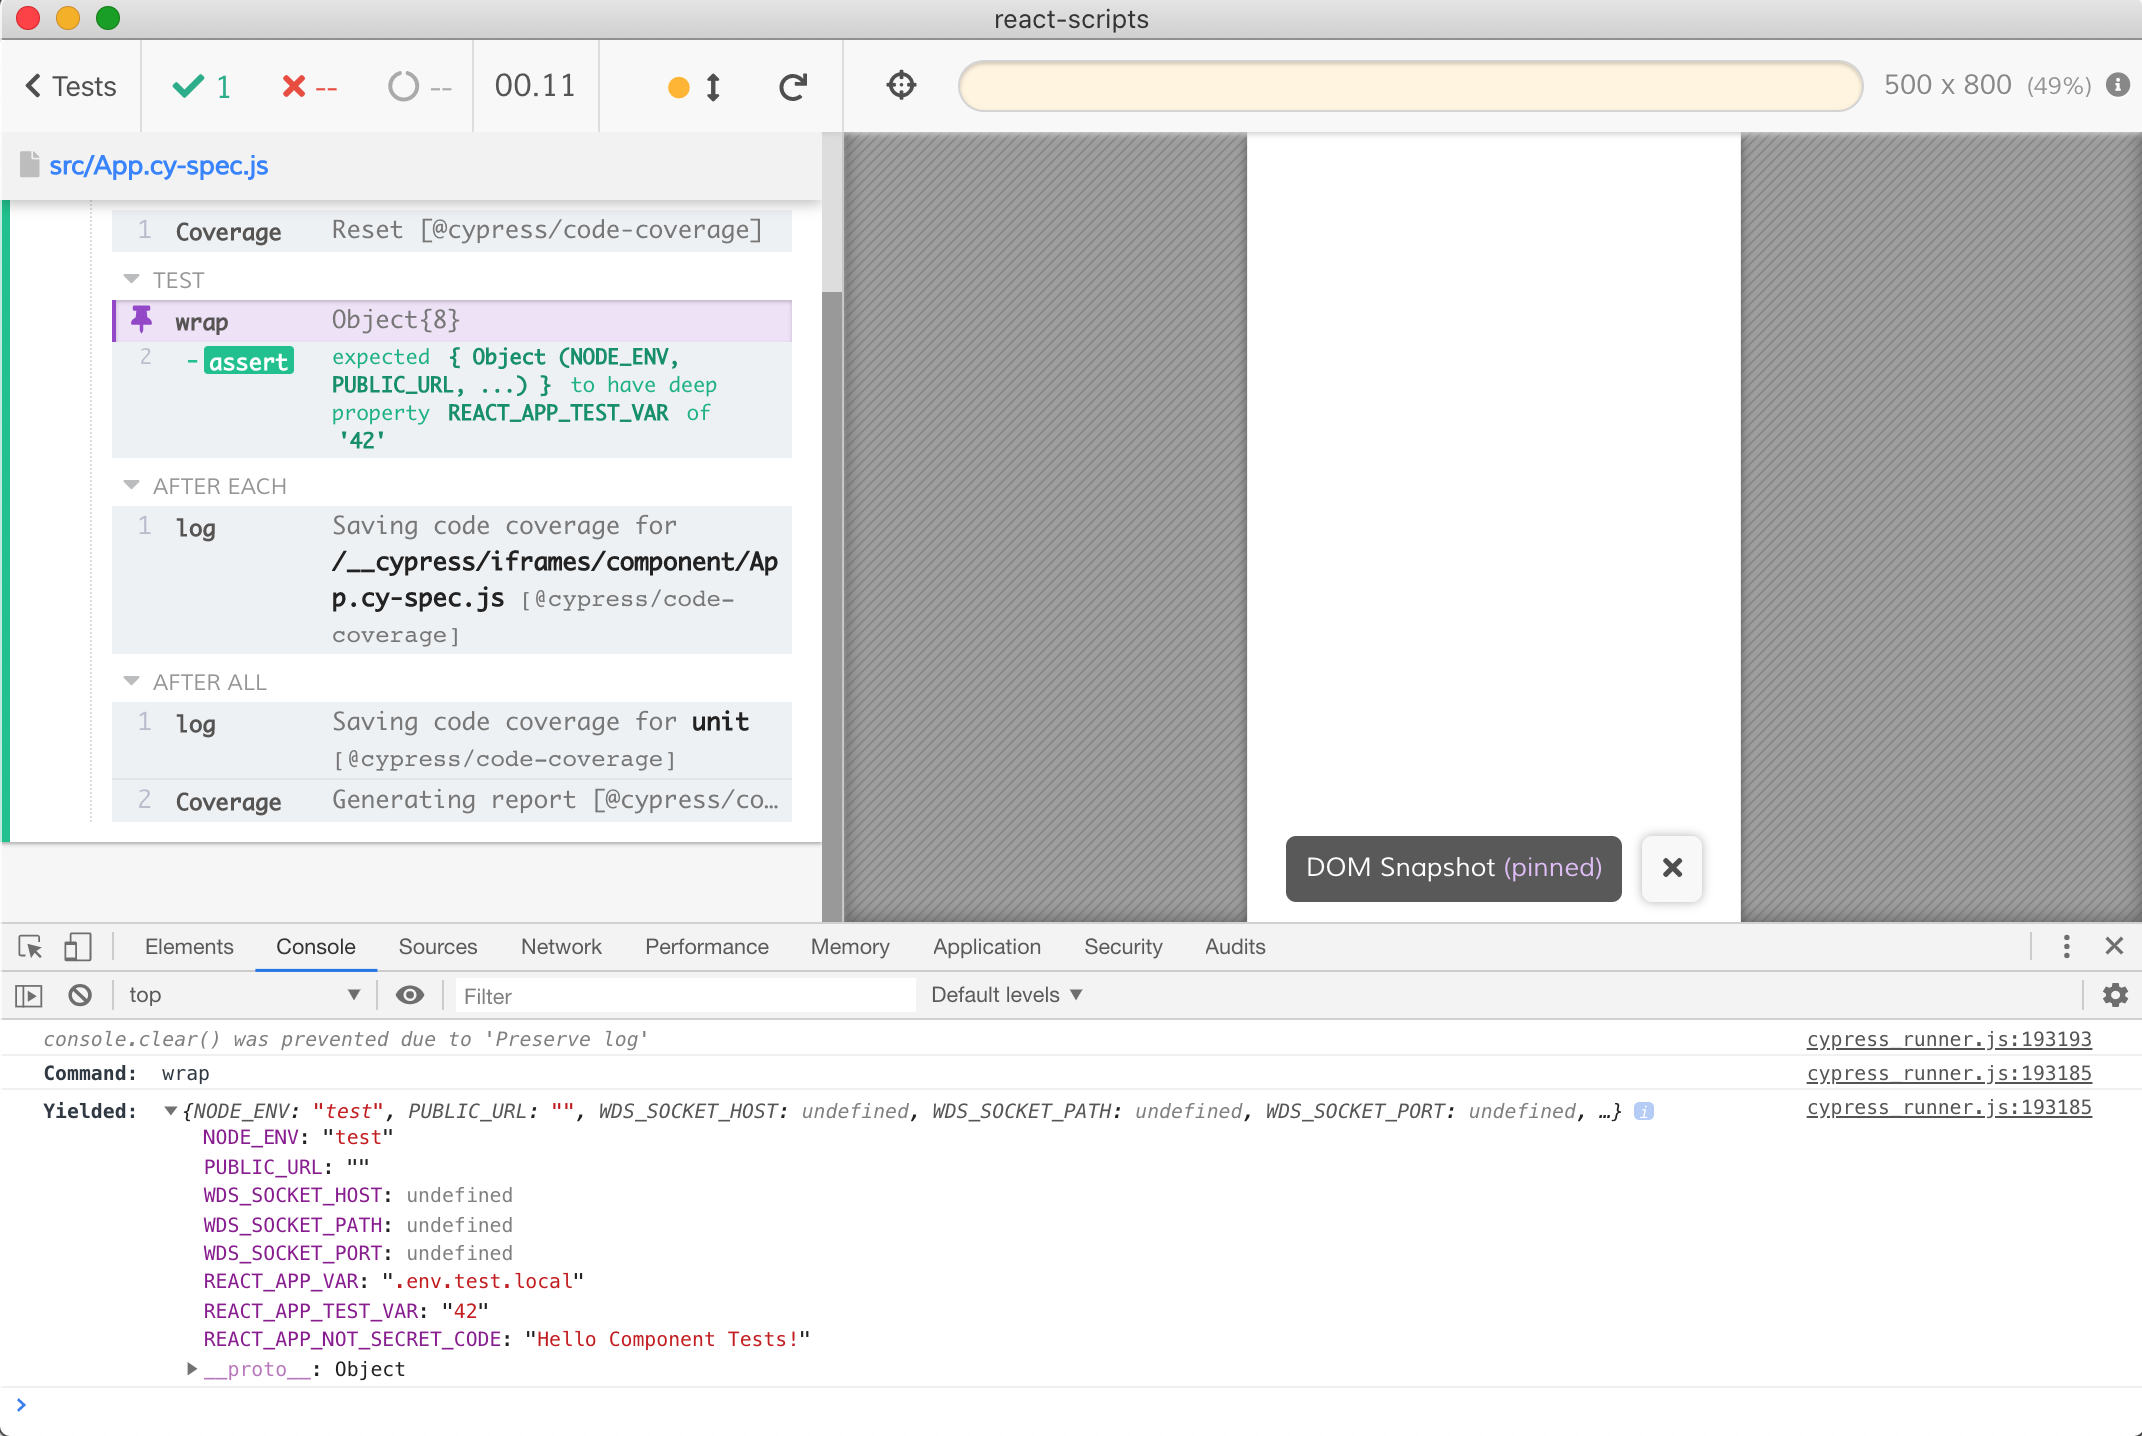 react-scripts
Tests 1 -- -- 00.11 500 x 800 (49%)
src/App.cy-spec.js
1 Coverage Reset [@cypress/code-coverage]
TEST
wrap Object{8}
2 -assert expected { Object (NODE_ENV,
PUBLIC_URL, ...) } to have deep
property REACT_APP_TEST_VAR of
'42'
AFTER EACH
1 log Saving code coverage for
/__cypress/iframes/component/Ap
p.cy-spec.js [@cypress/code-
coverage]
AFTER ALL
1 log Saving code coverage for unit
[@cypress/code-coverage]
2 Coverage Generating report [@cypress/co…
DOM Snapshot (pinned)
Elements Console Sources Network Performance Memory Application Security Audits
top Filter Default levels
console.clear() was prevented due to 'Preserve log' cypress_runner.js:193193
Command: wrap cypress_runner.js:193185
Yielded: {NODE_ENV: "test", PUBLIC_URL: "", WDS_SOCKET_HOST: undefined, WDS_SOCKET_PATH: undefined, WDS_SOCKET_PORT: undefined, …} i cypress_runner.js:193185
NODE_ENV: "test"
PUBLIC_URL: ""
WDS_SOCKET_HOST: undefined
WDS_SOCKET_PATH: undefined
WDS_SOCKET_PORT: undefined
REACT_APP_VAR: ".env.test.local"
REACT_APP_TEST_VAR: "42"
REACT_APP_NOT_SECRET_CODE: "Hello Component Tests!"
__proto__: Object